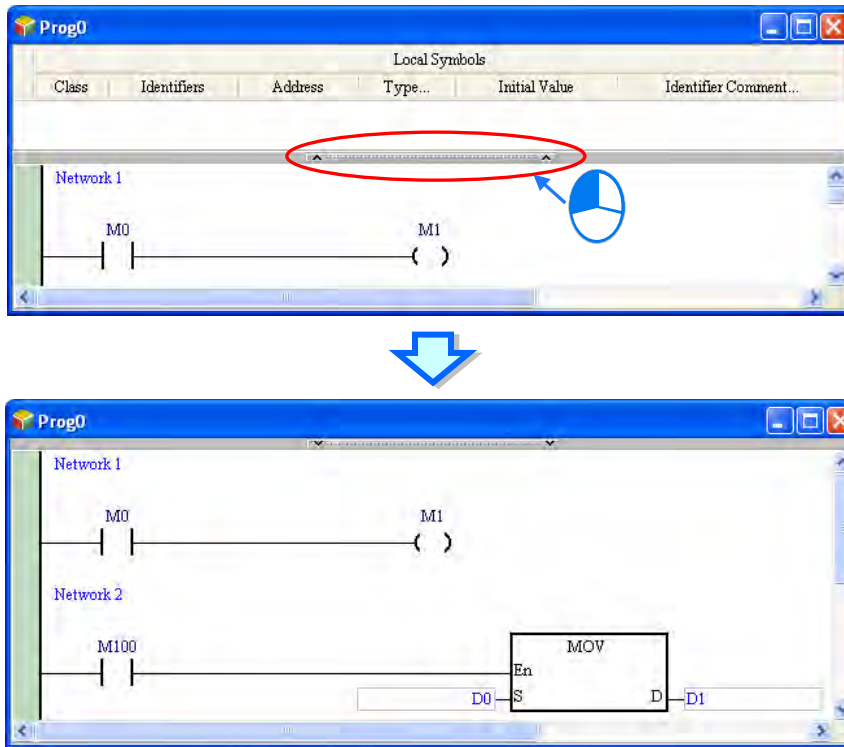 Prog0
Local Symbols
Class Identifiers Address Type... Initial Value Identifier Comment...
Network 1
M0 M1
Prog0
Network 1
M0 M1
Network 2
M100 MOV
En
D0 S D D1